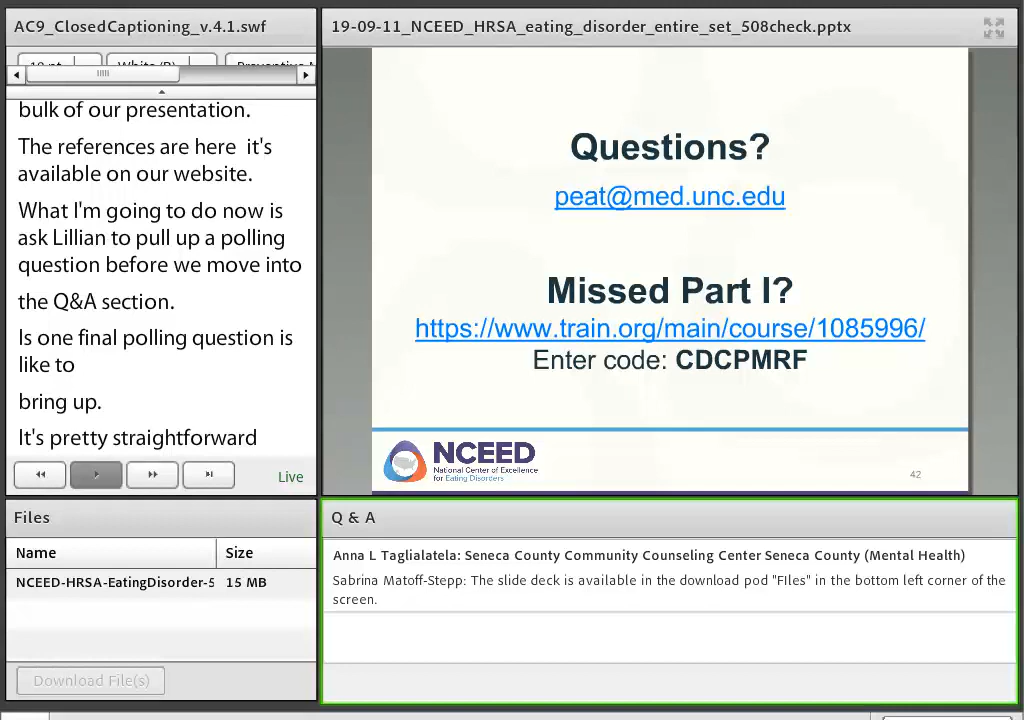 AC9_ClosedCaptioning_v.4.1.swf
bulk of our presentation.
The references are here it's
available on our website.
What I'm going to do now is
ask Lillian to pull up a polling
question before we move into
the Q&A section.
Is one final polling question is
like to
bring up.
It's pretty straightforward
Live
19-09-11_NCEED_HRSA_eating_disorder_entire_set_508check.pptx
Questions?
peat@med.unc.edu
Missed Part I?
https://www.train.org/main/course/1085996/
Enter code: CDCPMRF
NCEED
National Center of Excellence
for Eating Disorders
42
Files
Name Size
NCEED-HRSA-EatingDisorder-5 15 MB
Download File(s)
Q & A
Anna L Taglialatela: Seneca County Community Counseling Center Seneca County (Mental Health)
Sabrina Matoff-Stepp: The slide deck is available in the download pod "FIles" in the bottom left corner of the
screen.